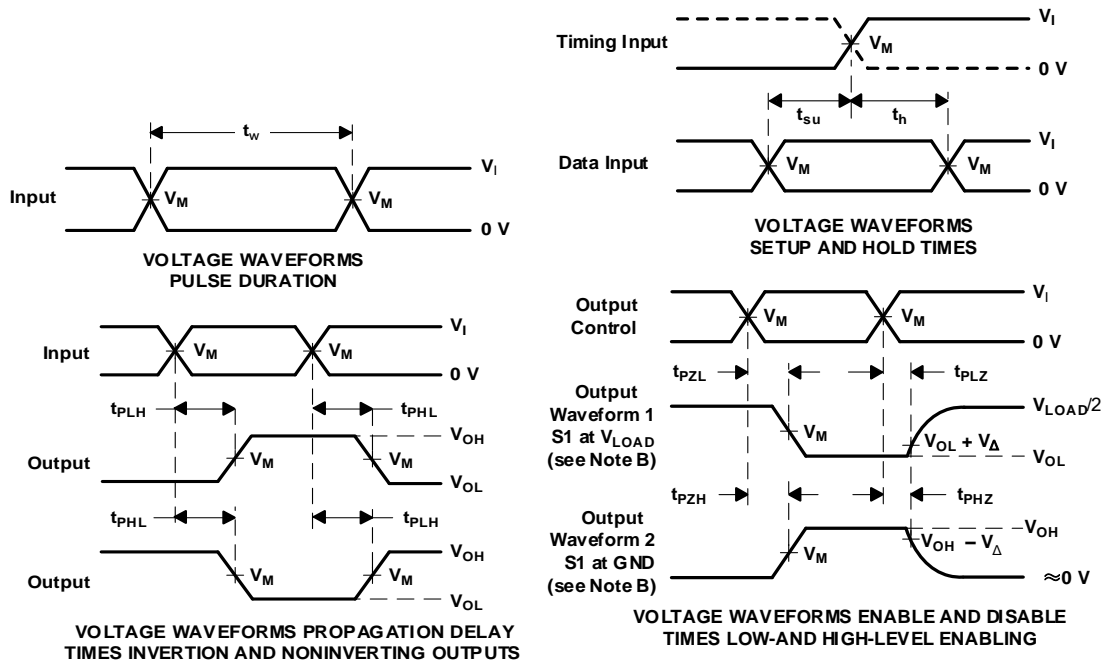 t_w
V_I
Input
V_M
V_M
0 V
VOLTAGE WAVEFORMS
PULSE DURATION
Timing Input
V_I
V_M
0 V
t_su
t_h
Data Input
V_I
V_M
V_M
0 V
VOLTAGE WAVEFORMS
SETUP AND HOLD TIMES
Input
V_I
V_M
V_M
0 V
t_PLH
t_PHL
Output
V_OH
V_M
V_M
V_OL
t_PHL
t_PLH
Output
V_OH
V_M
V_M
V_OL
VOLTAGE WAVEFORMS PROPAGATION DELAY
TIMES INVERTION AND NONINVERTING OUTPUTS
Output
Control
V_I
V_M
V_M
0 V
t_PZL
t_PLZ
Output
Waveform 1
S1 at V_LOAD
(see Note B)
V_LOAD/2
V_M
V_OL + V_Δ
V_OL
t_PZH
t_PHZ
Output
Waveform 2
S1 at GND
(see Note B)
V_OH
V_M
V_OH – V_Δ
≈0 V
VOLTAGE WAVEFORMS ENABLE AND DISABLE
TIMES LOW-AND HIGH-LEVEL ENABLING